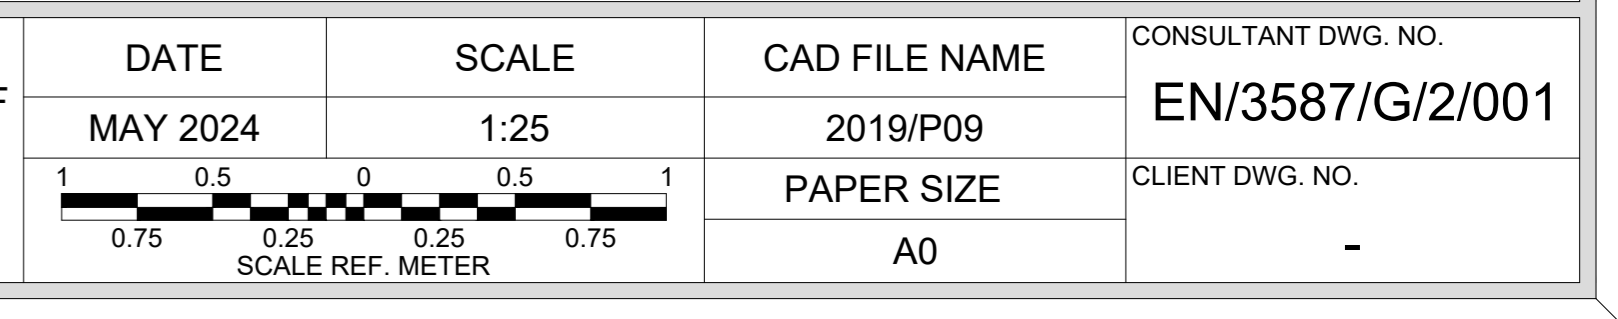 DATE SCALE CAD FILE NAME CONSULTANT DWG. NO.
MAY 2024 1:25 2019/P09 EN/3587/G/2/001
1 0.5 0 0.5 1
0.75 0.25 0.25 0.75
SCALE REF. METER
PAPER SIZE
A0
CLIENT DWG. NO.
-